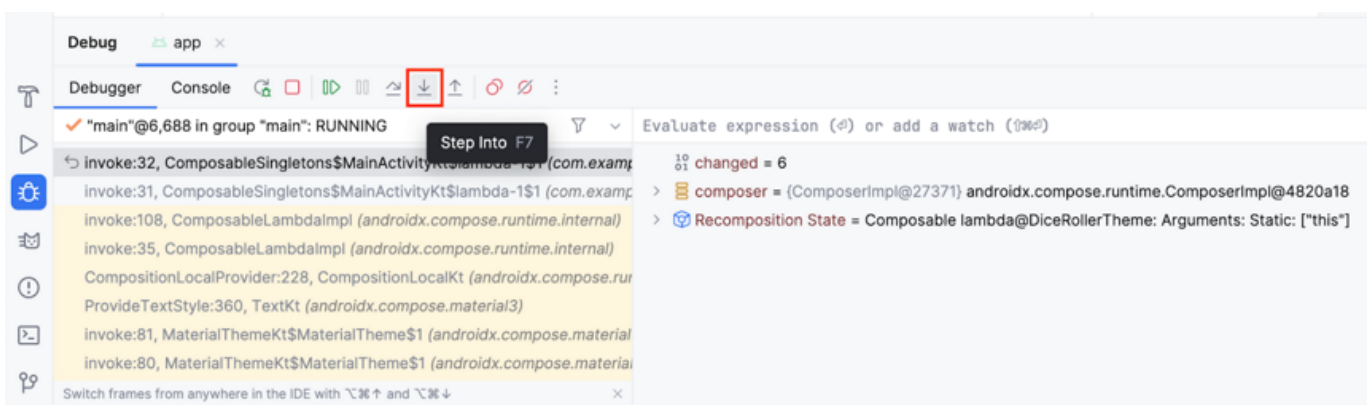 Debug app ×
Debugger Console
"main"@6,688 in group "main": RUNNING
Step Into F7
Evaluate expression (⏎) or add a watch (⇧⌘⏎)
invoke:32, ComposableSingletons$MainActivityKt$lambda-1$1 (com.examp
invoke:31, ComposableSingletons$MainActivityKt$lambda-1$1 (com.examp
invoke:108, ComposableLambdaImpl (androidx.compose.runtime.internal)
invoke:35, ComposableLambdaImpl (androidx.compose.runtime.internal)
CompositionLocalProvider:228, CompositionLocalKt (androidx.compose.rur
ProvideTextStyle:360, TextKt (androidx.compose.material3)
invoke:81, MaterialThemeKt$MaterialTheme$1 (androidx.compose.material
invoke:80, MaterialThemeKt$MaterialTheme$1 (androidx.compose.material
Switch frames from anywhere in the IDE with ⌥⌘↑ and ⌥⌘↓ ×
changed = 6
composer = {ComposerImpl@27371} androidx.compose.runtime.ComposerImpl@4820a18
Recomposition State = Composable lambda@DiceRollerTheme: Arguments: Static: ["this"]